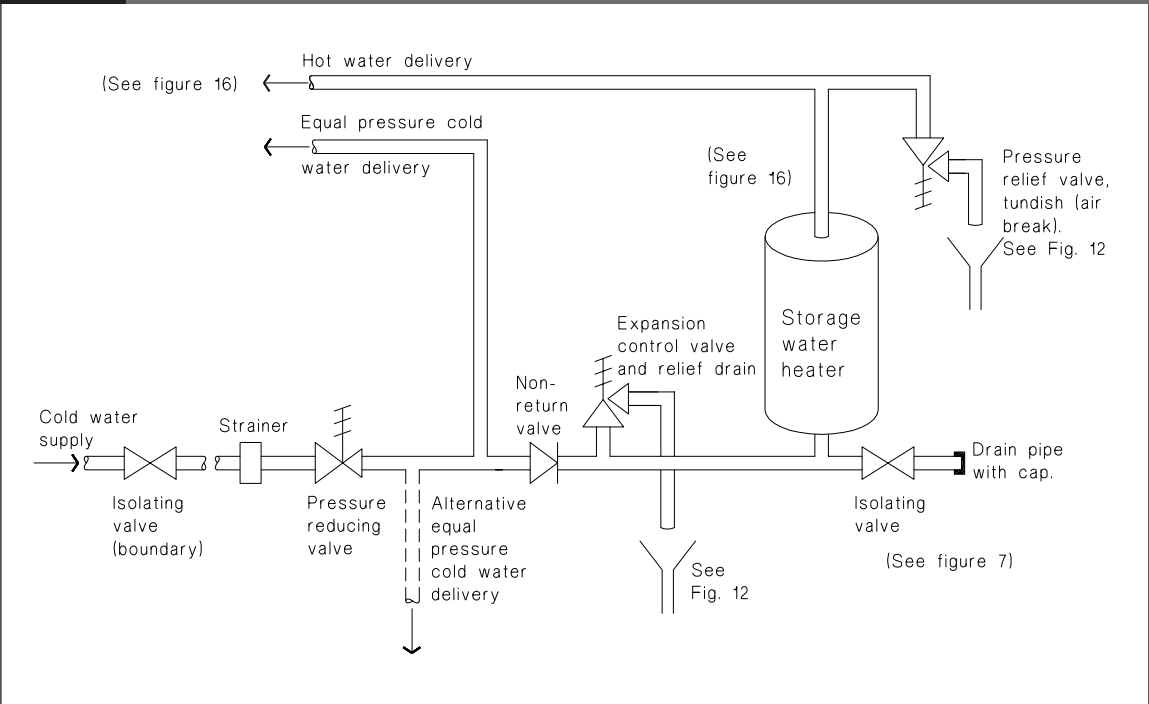 Hot water delivery
(See figure 16)
Equal pressure cold
water delivery
(See
figure 16)
Pressure
relief valve,
tundish (air
break).
See Fig. 12
Storage
water
heater
Expansion
control valve
and relief drain
Non-
return
valve
Cold water
supply
Strainer
Isolating
valve
(boundary)
Pressure
reducing
valve
Alternative
equal
pressure
cold water
delivery
Drain pipe
with cap.
Isolating
valve
(See figure 7)
See
Fig. 12